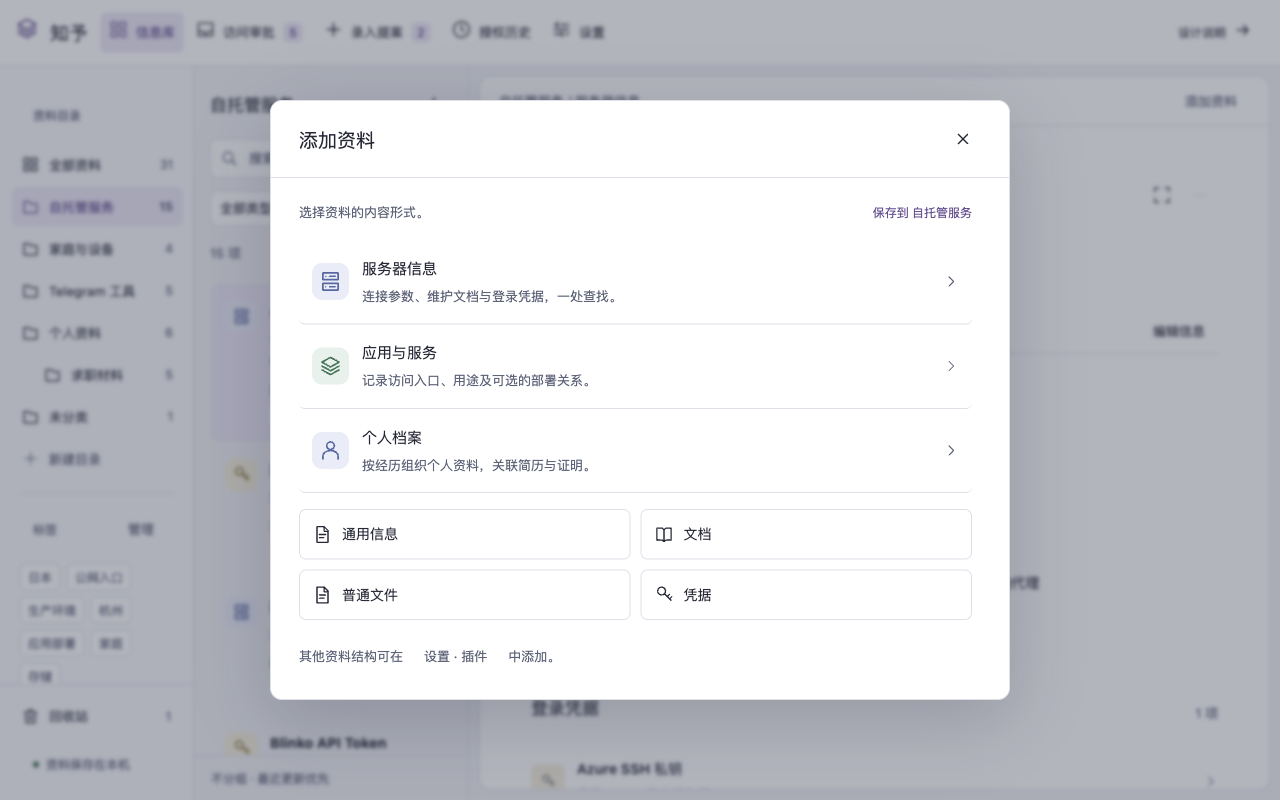 知予
信息库
访问审批 5
录入提案 2
授权历史
设置
设计说明
资料目录
全部资料 31
自托管服务 15
家庭与设备 4
Telegram 工具 5
个人资料 6
求职材料 5
未分类 1
新建目录
标签 管理
日本 公网入口
生产环境 杭州
应用部署 家庭
存储
回收站 1
资料保存在本机
自托管服务
全部类型
15 项
Blinko API Token
不分组 · 最近更新优先
添加资料
编辑信息
代理
登录凭据
1 项
Azure SSH 私钥
添加资料
选择资料的内容形式。
保存到 自托管服务
服务器信息
连接参数、维护文档与登录凭据，一处查找。
应用与服务
记录访问入口、用途及可选的部署关系。
个人档案
按经历组织个人资料，关联简历与证明。
通用信息
文档
普通文件
凭据
其他资料结构可在 设置 · 插件 中添加。